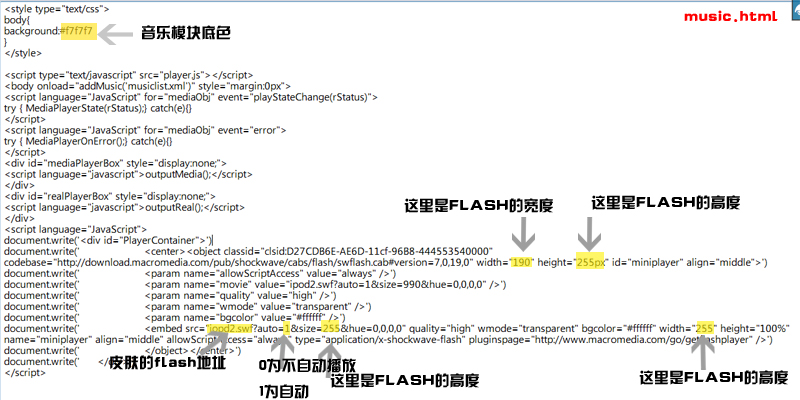 <style type="text/css">
music.html
body{
background:#f7f7f7
音乐模块底色
}
</style>
<script type="text/javascript" src="player.js"></script>
<body onload="addMusic('musiclist.xml')" style="margin:0px">
<script language="JavaScript" for="mediaObj" event="playStateChange(rStatus)">
try { MediaPlayerState(rStatus);} catch(e){}
</script>
<script language="JavaScript" for="mediaObj" event="error">
try { MediaPlayerOnError();} catch(e){}
</script>
<div id="mediaPlayerBox" style="display:none;">
<script language="javascript">outputMedia();</script>
</div>
<div id="realPlayerBox" style="display:none;">
<script language="javascript">outputReal();</script>
</div>
这里是FLASH的宽度
这里是FLASH的高度
<script language="JavaScript">
document.write('<div id="PlayerContainer">')
document.write(' <center><object classid="clsid:D27CDB6E-AE6D-11cf-96B8-444553540000"
codebase="http://download.macromedia.com/pub/shockwave/cabs/flash/swflash.cab#version=7,0,19,0" width="190" height="255px" id="miniplayer" align="middle">')
document.write(' <param name="allowScriptAccess" value="always" />')
document.write(' <param name="movie" value="ipod2.swf?auto=1&size=990&hue=0,0,0,0" />')
document.write(' <param name="quality" value="high" />')
document.write(' <param name="wmode" value="transparent" />')
document.write(' <param name="bgcolor" value="#ffffff" />')
document.write(' <embed src="ipod2.swf?auto=1&size=255&hue=0,0,0,0" quality="high" wmode="transparent" bgcolor="#ffffff" width="255" height="100%"
name="miniplayer" align="middle" allowScriptAccess="always" type="application/x-shockwave-flash" pluginspage="http://www.macromedia.com/go/getflashplayer" />')
document.write(' </object></center>')
document.write(' </
</script>
皮肤的flash地址
0为不自动播放
1为自动
这里是FLASH的高度
这里是FLASH的高度